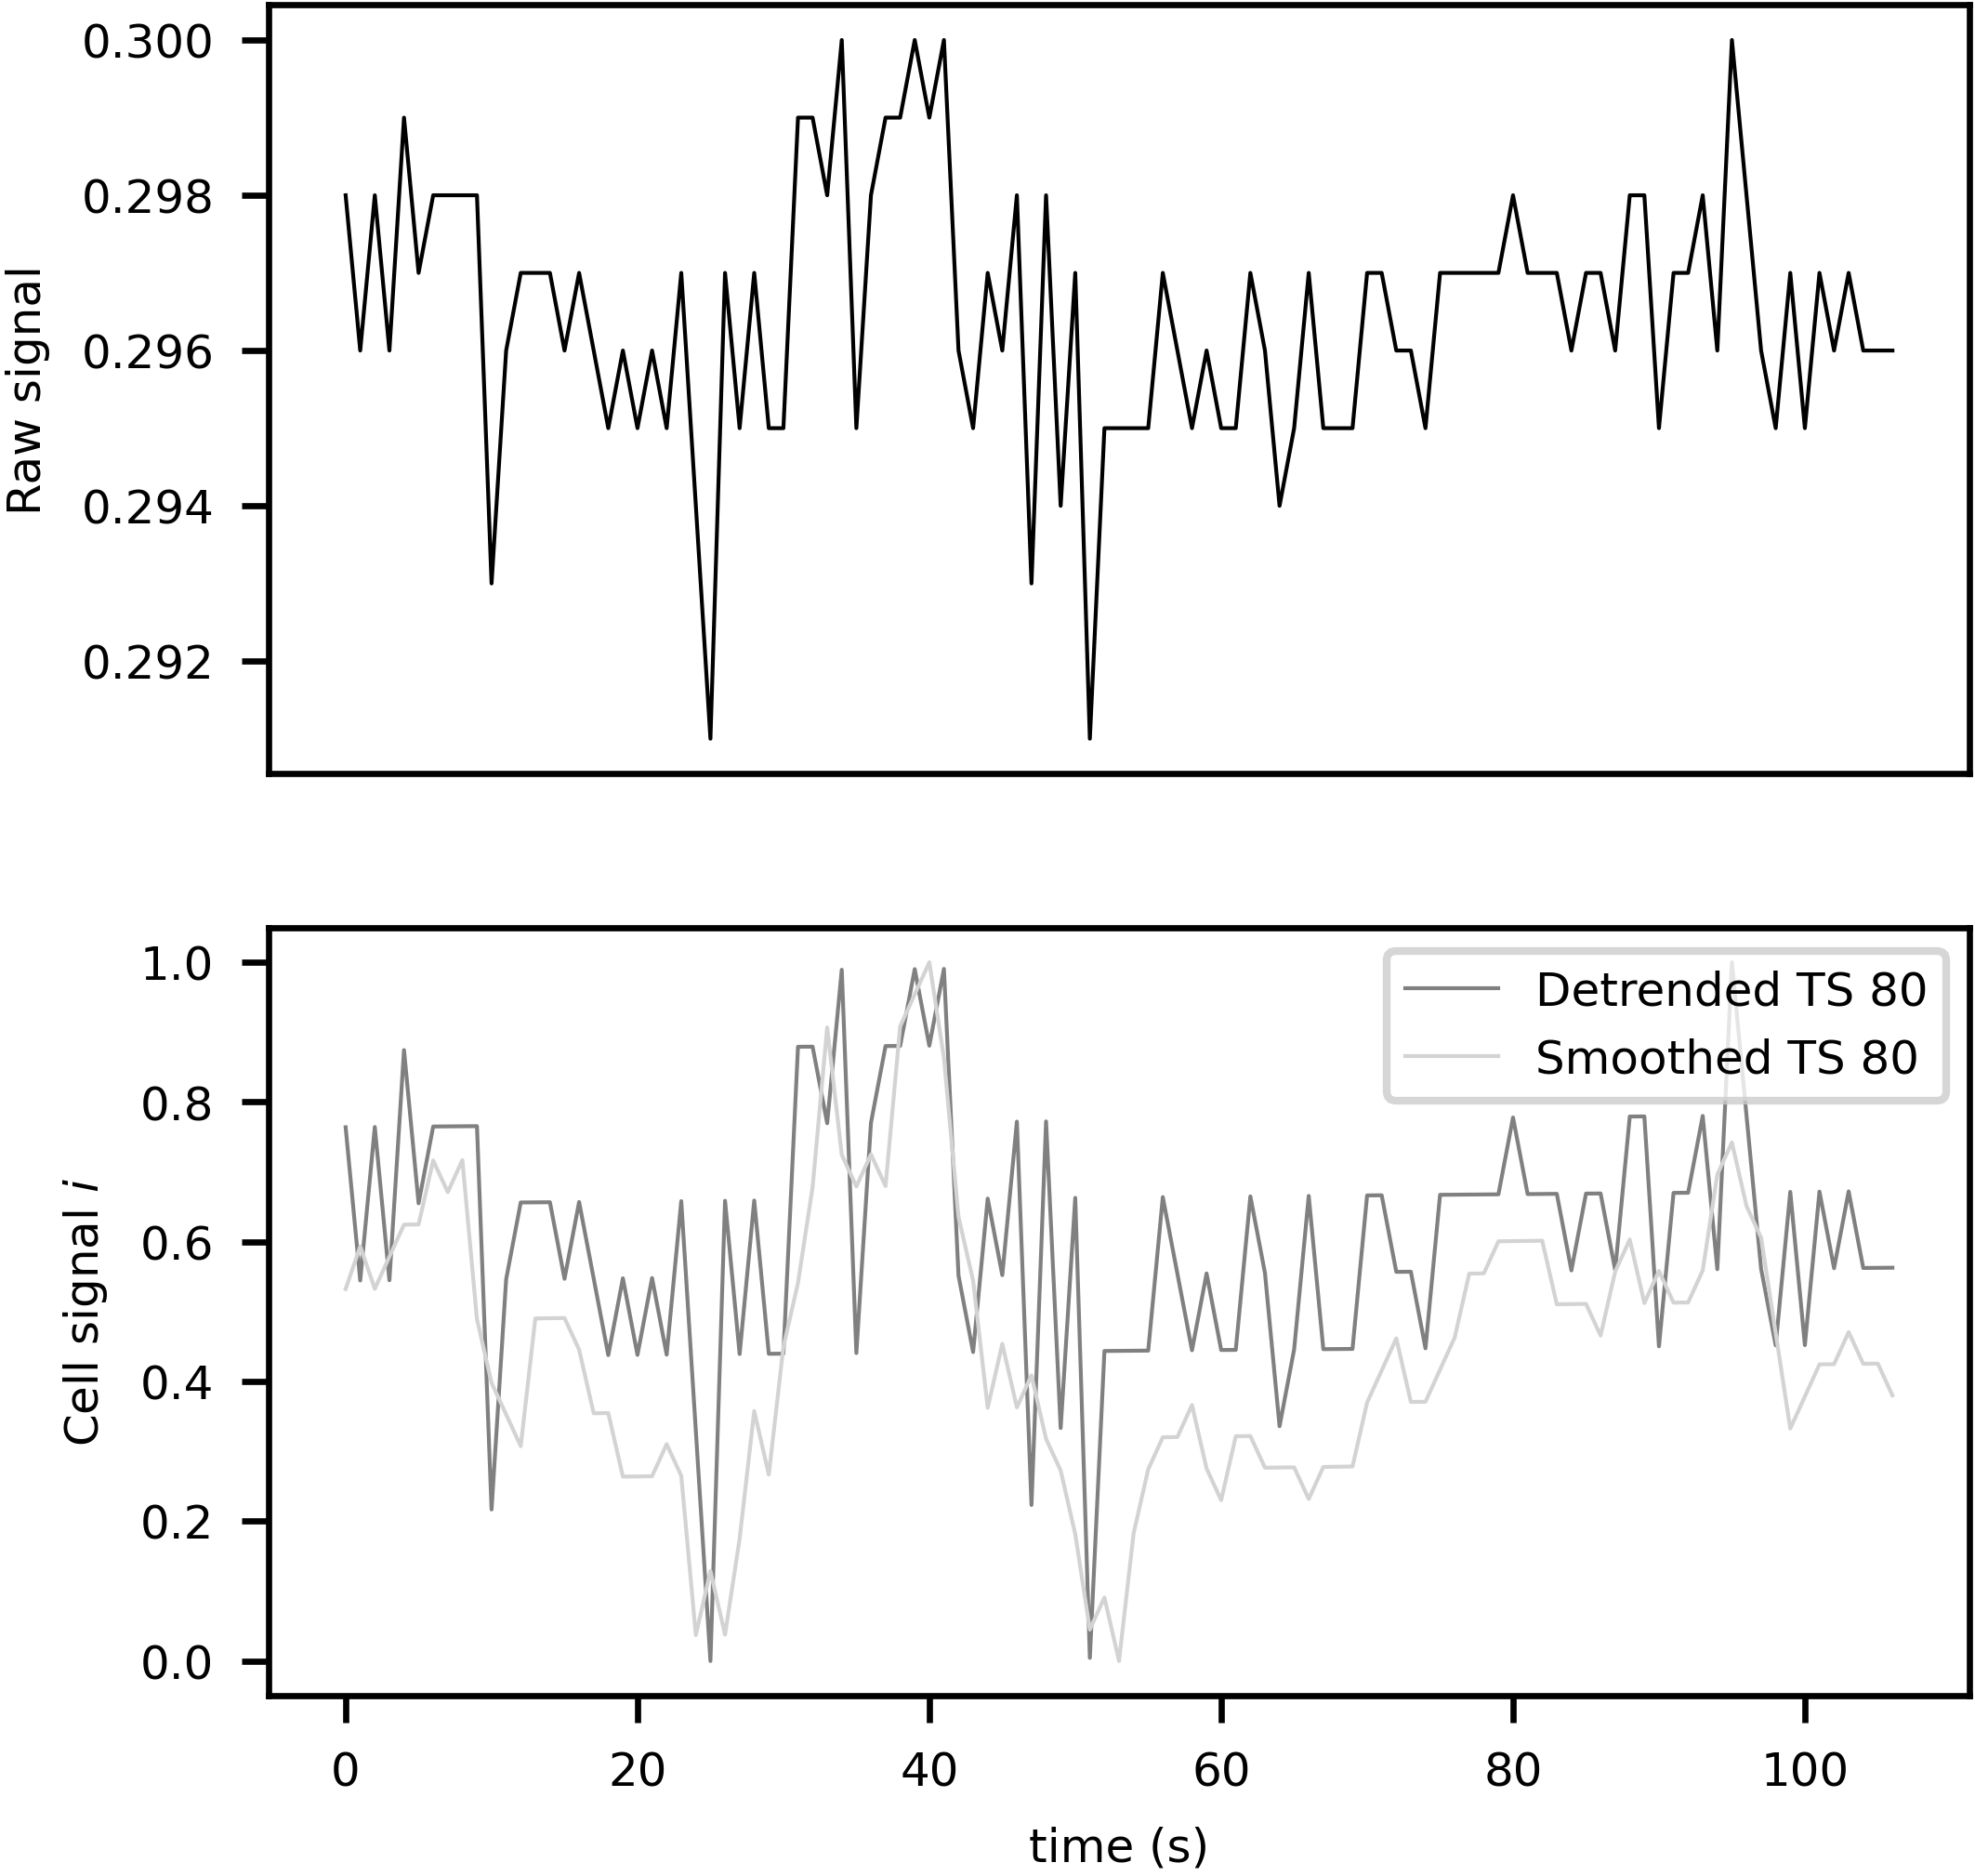 0.300
0.298
0.296
0.294
0.292
Raw signal
1.0
0.8
0.6
0.4
0.2
0.0
Cell signal i
Detrended TS 80
Smoothed TS 80
0 20 40 60 80 100
time (s)